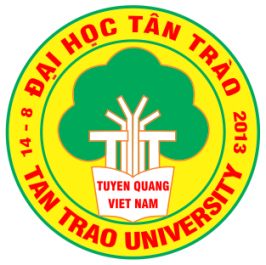 ĐẠI HỌC TÂN TRÀO
14 - 8
2013
TUYEN QUANG
VIET NAM
TAN TRAO UNIVERSITY